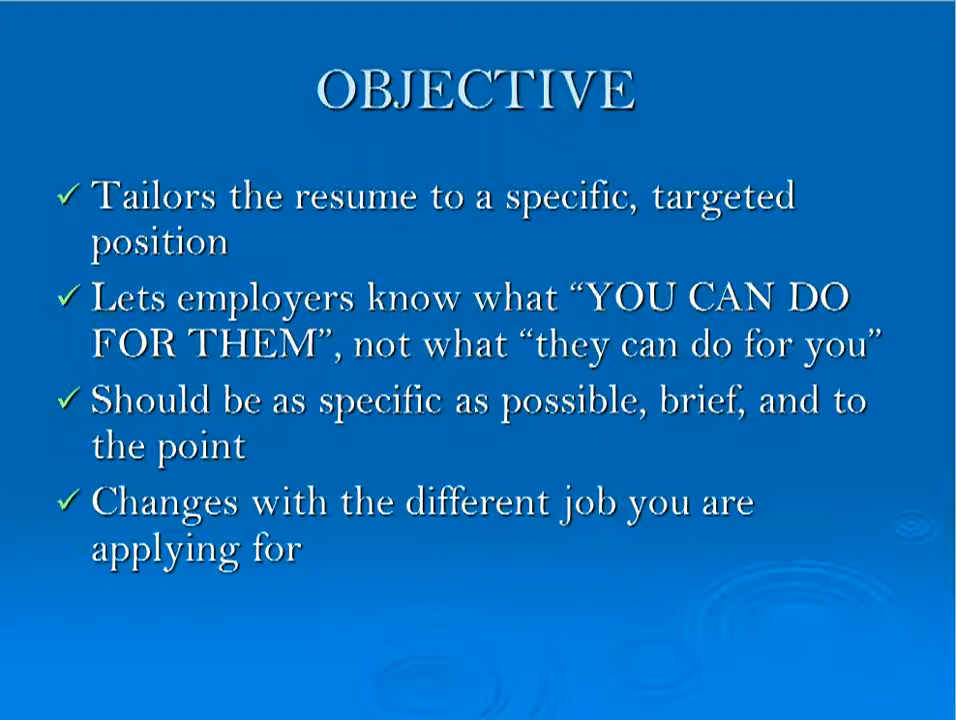 OBJECTIVE
✓ Tailors the resume to a specific, targeted
position
✓ Lets employers know what “YOU CAN DO
FOR THEM”, not what “they can do for you”
✓ Should be as specific as possible, brief, and to
the point
✓ Changes with the different job you are
applying for